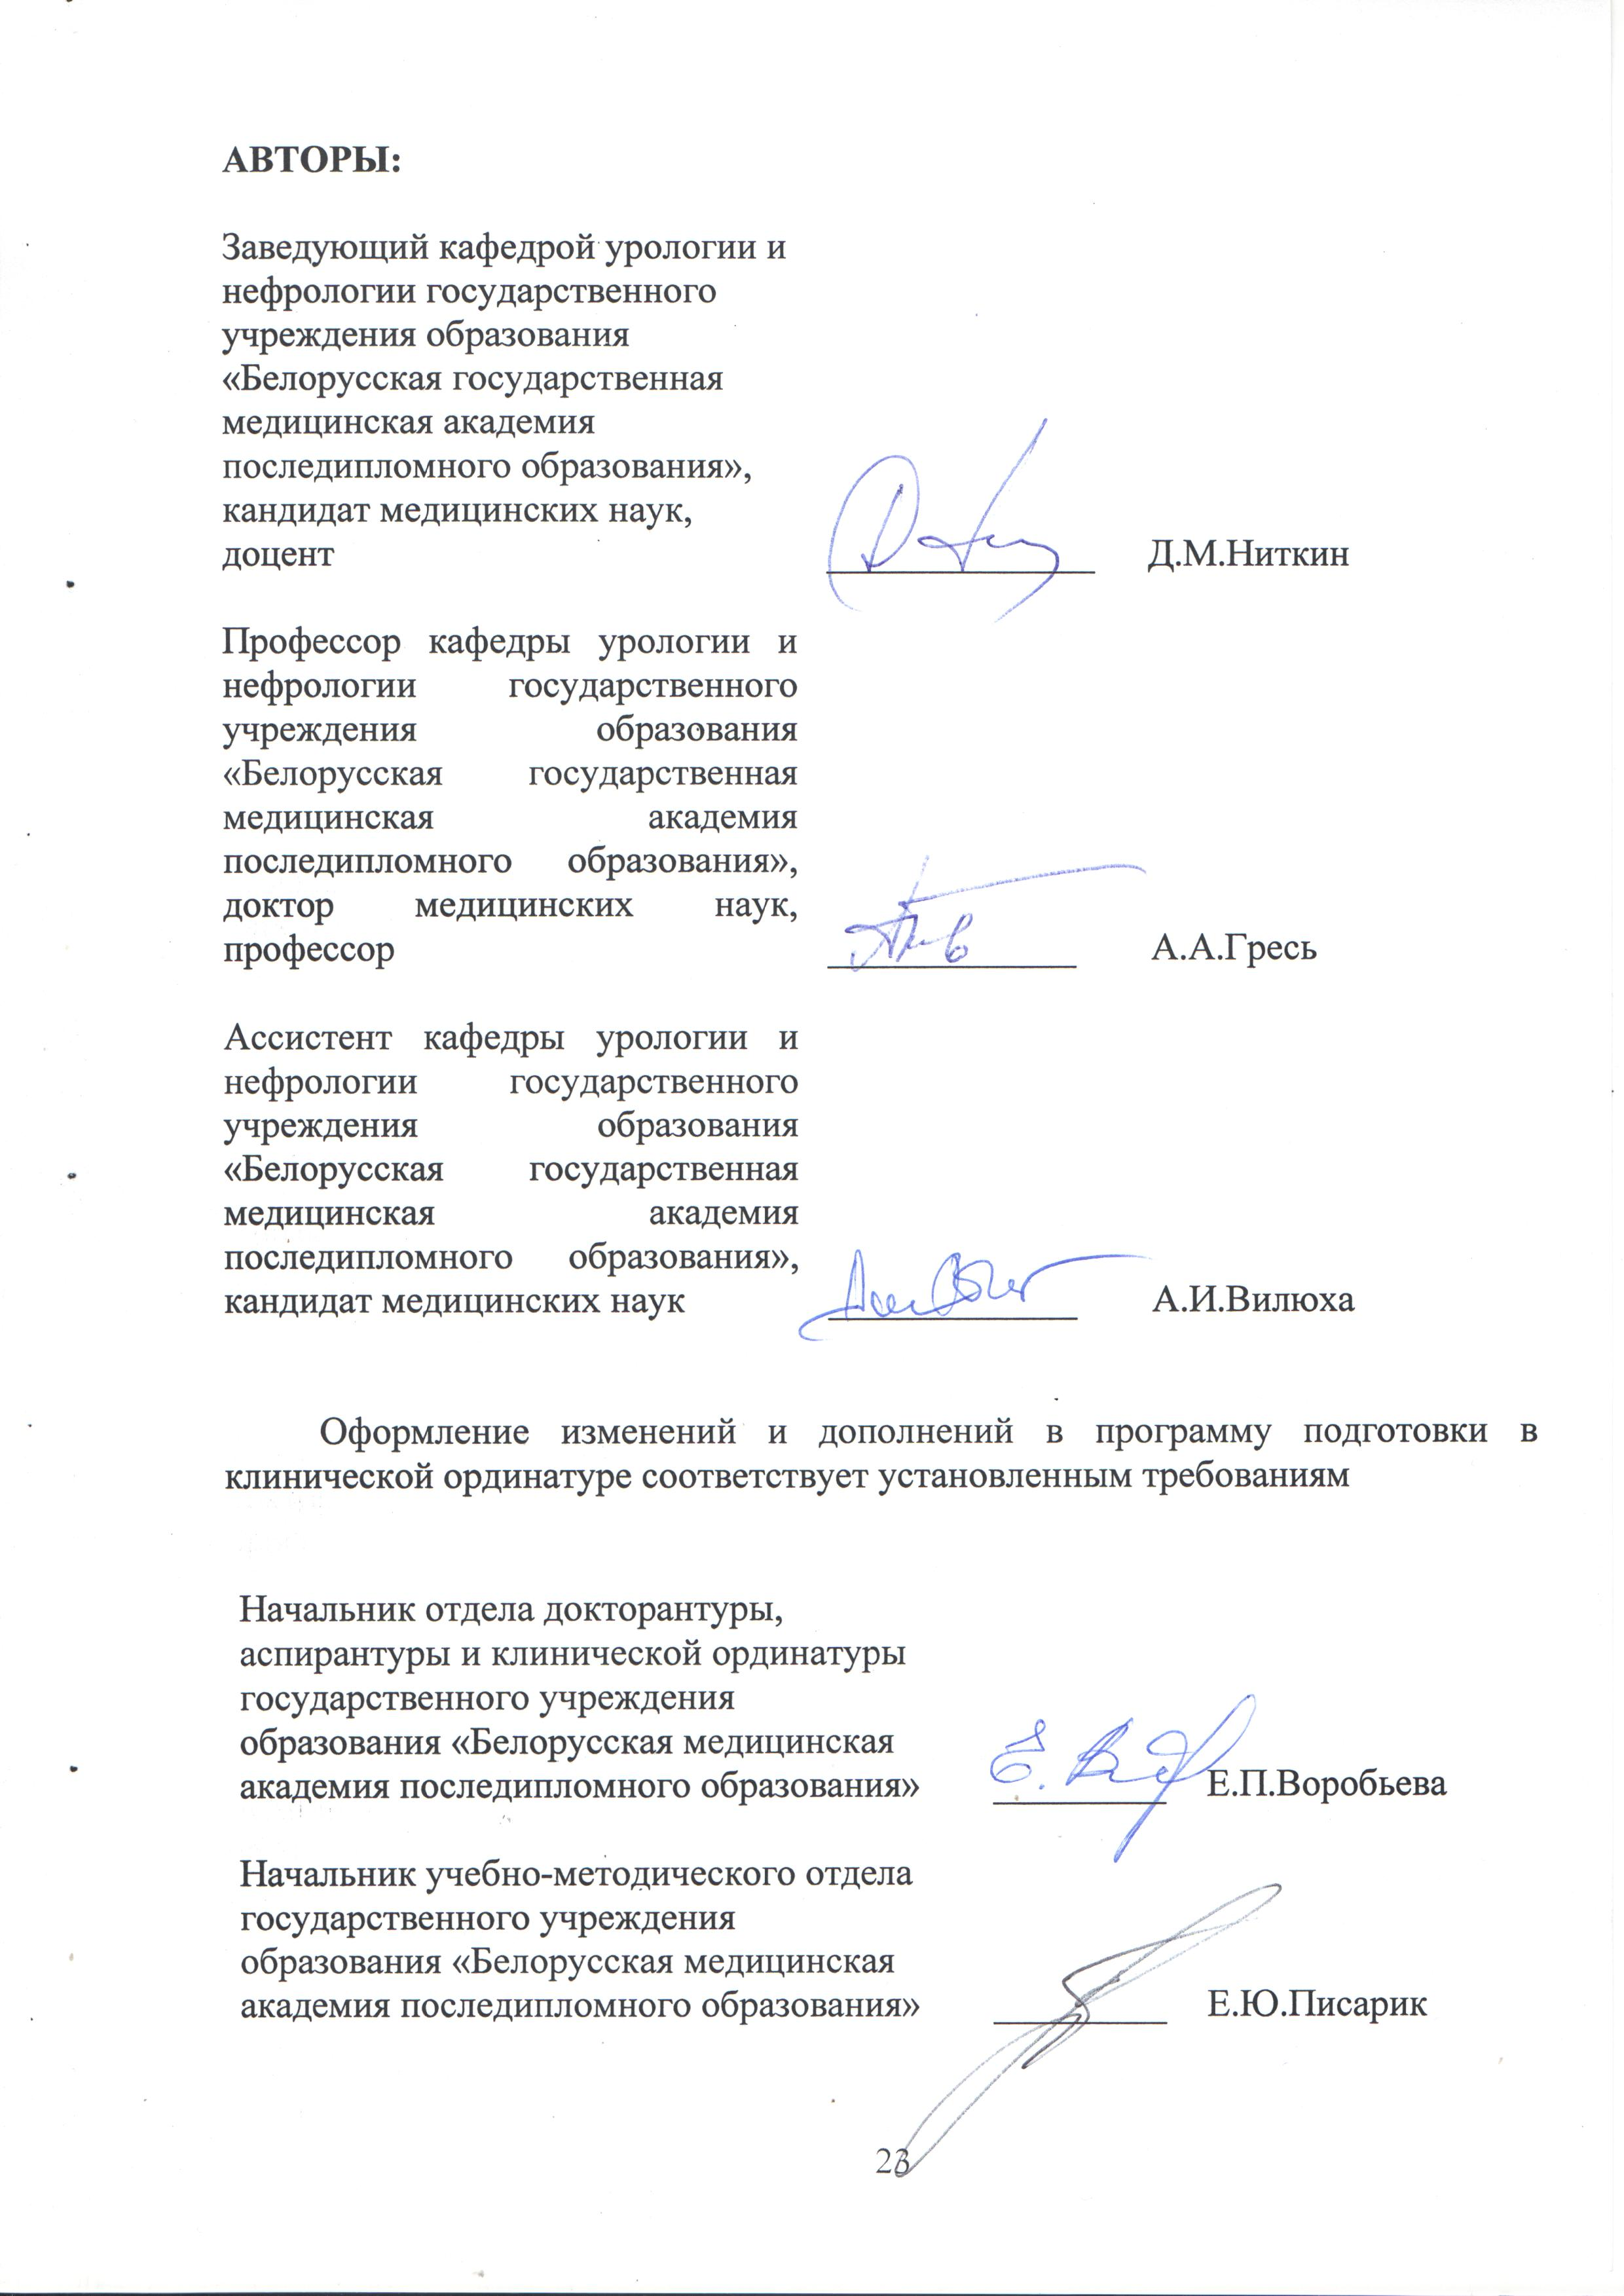 АВТОРЫ:
Заведующий кафедрой урологии и
нефрологии государственного
учреждения образования
«Белорусская государственная
медицинская академия
последипломного образования»,
кандидат медицинских наук,
доцент Д.М.Ниткин
Профессор кафедры урологии и
нефрологии государственного
учреждения образования
«Белорусская государственная
медицинская академия
последипломного образования»,
доктор медицинских наук,
профессор А.А.Гресь
Ассистент кафедры урологии и
нефрологии государственного
учреждения образования
«Белорусская государственная
медицинская академия
последипломного образования»,
кандидат медицинских наук А.И.Вилюха
Оформление изменений и дополнений в программу подготовки в
клинической ординатуре соответствует установленным требованиям
Начальник отдела докторантуры,
аспирантуры и клинической ординатуры
государственного учреждения
образования «Белорусская медицинская
академия последипломного образования» Е.П.Воробьева
Начальник учебно-методического отдела
государственного учреждения
образования «Белорусская медицинская
академия последипломного образования» Е.Ю.Писарик
23